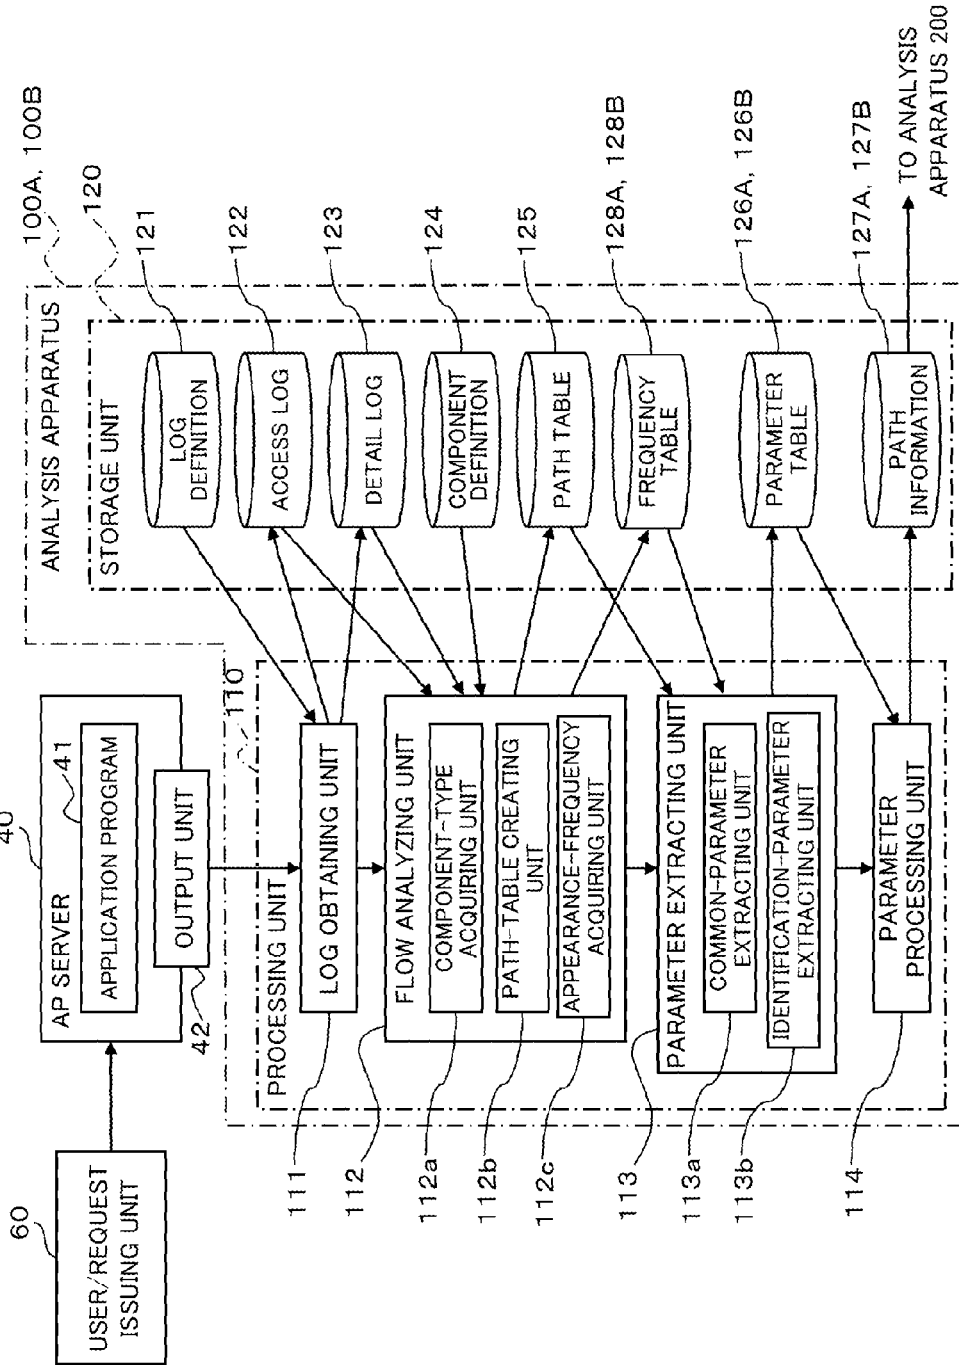 60
USER/REQUEST
ISSUING UNIT
40
AP SERVER
41
APPLICATION PROGRAM
OUTPUT UNIT
42
100A, 100B
ANALYSIS APPARATUS
110
PROCESSING UNIT
111
LOG OBTAINING UNIT
112
FLOW ANALYZING UNIT
112a
COMPONENT-TYPE
ACQUIRING UNIT
112b
PATH-TABLE CREATING
UNIT
112c
APPEARANCE-FREQUENCY
ACQUIRING UNIT
113
PARAMETER EXTRACTING UNIT
113a
COMMON-PARAMETER
EXTRACTING UNIT
113b
IDENTIFICATION-PARAMETER
EXTRACTING UNIT
114
PARAMETER
PROCESSING UNIT
120
STORAGE UNIT
LOG
DEFINITION
121
ACCESS LOG
122
DETAIL LOG
123
COMPONENT
DEFINITION
124
PATH TABLE
125
FREQUENCY
TABLE
128A, 128B
PARAMETER
TABLE
126A, 126B
PATH
INFORMATION
127A, 127B
TO ANALYSIS
APPARATUS 200